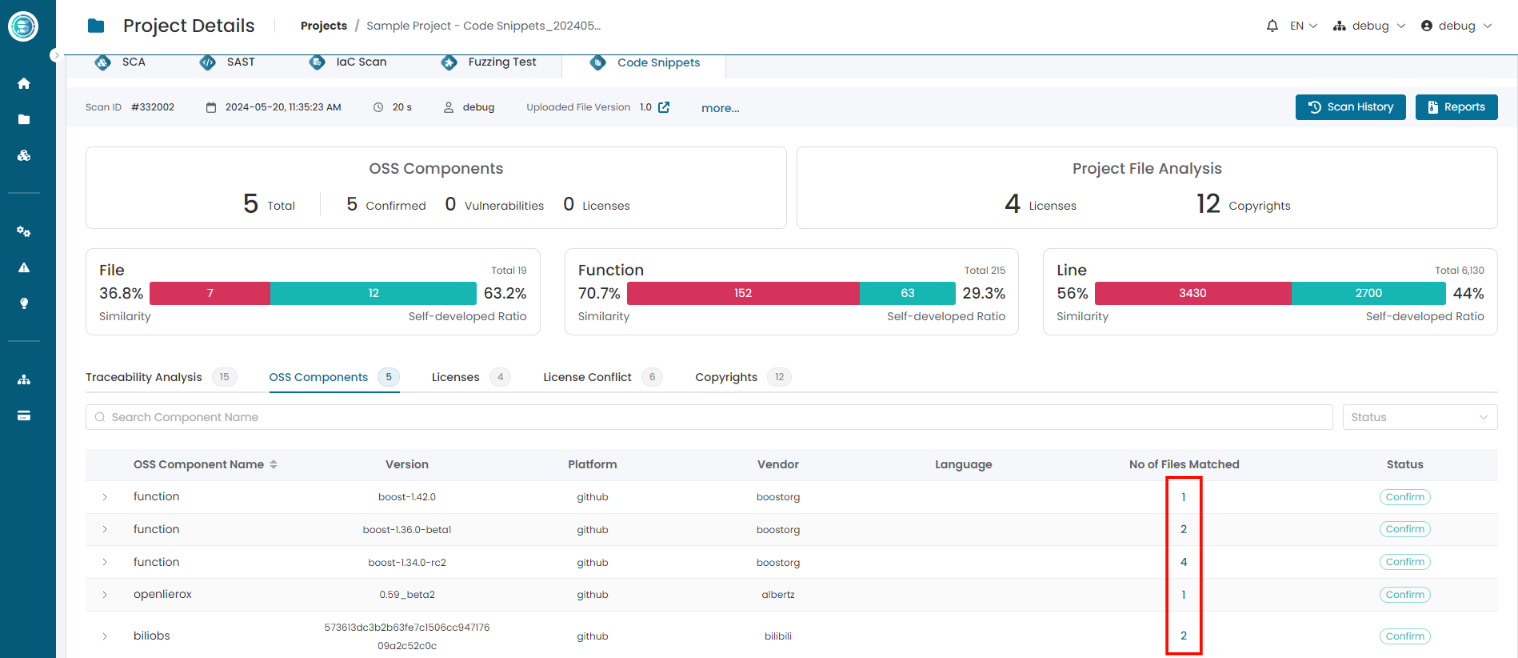 Project Details Projects / Sample Project - Code Snippets_202405... EN debug debug
SCA SAST IaC Scan Fuzzing Test Code Snippets
Scan ID #332002 2024-05-20, 11:35:23 AM 20 s debug Uploaded File Version 1.0 more... Scan History Reports
OSS Components
5 Total 5 Confirmed 0 Vulnerabilities 0 Licenses
Project File Analysis
4 Licenses 12 Copyrights
File Total 19
36.8% 7 12 63.2%
Similarity Self-developed Ratio
Function Total 215
70.7% 152 63 29.3%
Similarity Self-developed Ratio
Line Total 6,130
56% 3430 2700 44%
Similarity Self-developed Ratio
Traceability Analysis 15 OSS Components 5 Licenses 4 License Conflict 6 Copyrights 12
Search Component Name Status
OSS Component Name Version Platform Vendor Language No of Files Matched Status
function boost-1.42.0 github boostorg 1 Confirm
function boost-1.36.0-beta1 github boostorg 2 Confirm
function boost-1.34.0-rc2 github boostorg 4 Confirm
openlierox 0.59_beta2 github albertz 1 Confirm
biliobs 573613dc3b2b63fe7c1506cc947176 github bilibili 2 Confirm
09a2c52c0c